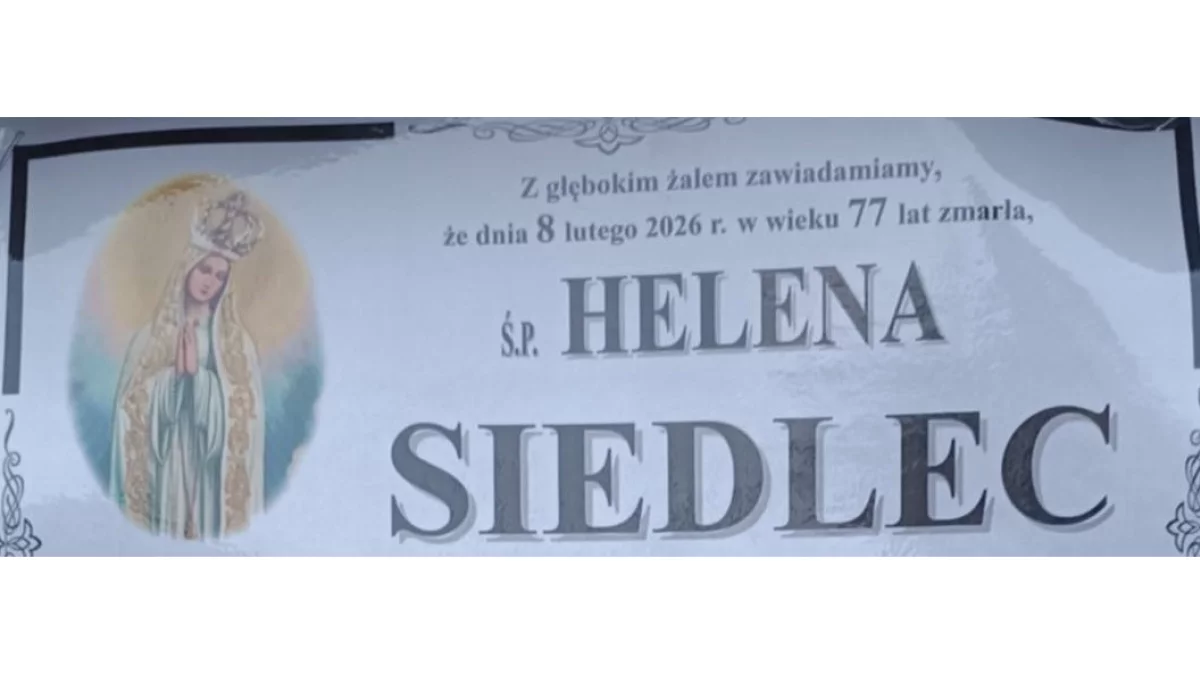 Z głębokim żalem zawiadamiamy,
że dnia 8 lutego 2026 r. w wieku 77 lat zmarła,
Ś.P. HELENA
SIEDLEC